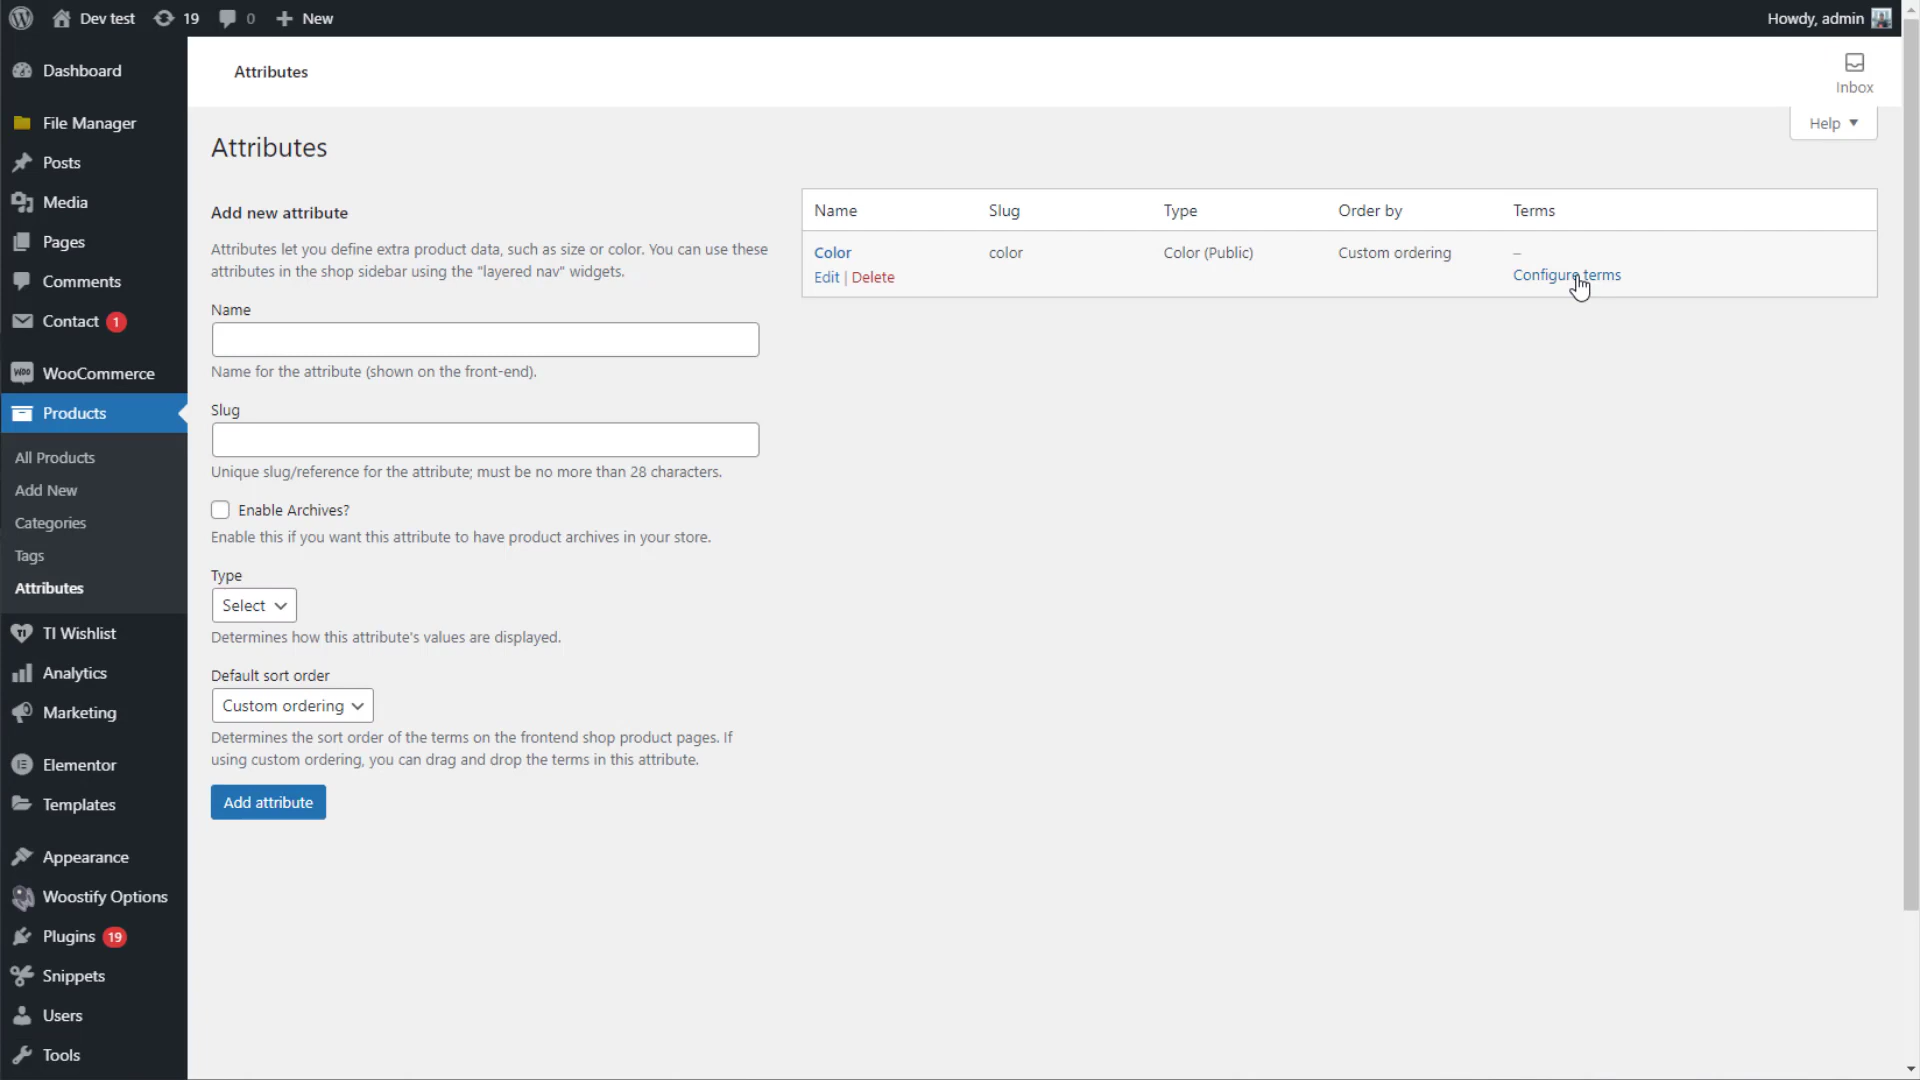 Dev test
19
0
New
Howdy, admin
Dashboard
File Manager
Posts
Media
Pages
Comments
Contact 1
WooCommerce
Products
All Products
Add New
Categories
Tags
Attributes
TI Wishlist
Analytics
Marketing
Elementor
Templates
Appearance
Woostify Options
Plugins 19
Snippets
Users
Tools
Attributes
Inbox
Help
Attributes
Add new attribute
Attributes let you define extra product data, such as size or color. You can use these
attributes in the shop sidebar using the "layered nav" widgets.
Name
Name for the attribute (shown on the front-end).
Slug
Unique slug/reference for the attribute; must be no more than 28 characters.
Enable Archives?
Enable this if you want this attribute to have product archives in your store.
Type
Select
Determines how this attribute's values are displayed.
Default sort order
Custom ordering
Determines the sort order of the terms on the frontend shop product pages. If
using custom ordering, you can drag and drop the terms in this attribute.
Add attribute
Name Slug Type Order by Terms
Color color Color (Public) Custom ordering –
Edit | Delete Configure terms